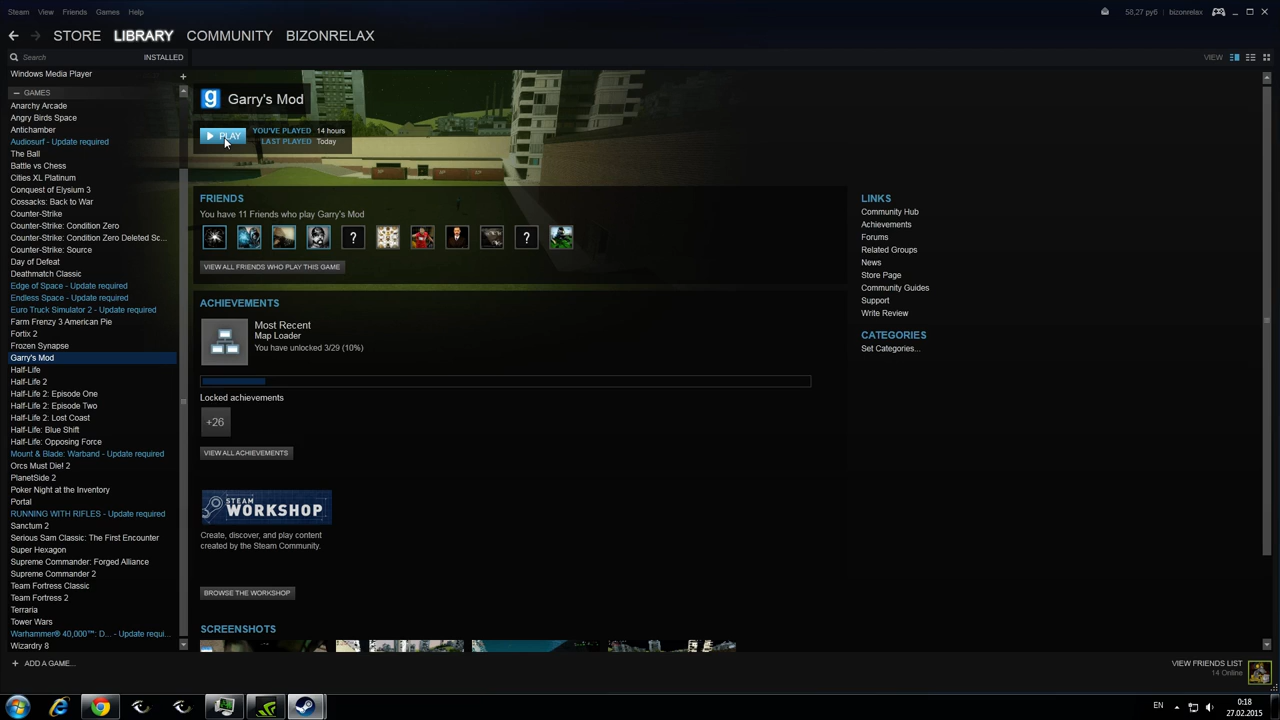 Steam View Friends Games Help
58,27 руб bizonrelax
STORE LIBRARY COMMUNITY BIZONRELAX
Search INSTALLED
VIEW
Windows Media Player
GAMES
Anarchy Arcade
Angry Birds Space
Antichamber
Audiosurf - Update required
The Ball
Battle vs Chess
Cities XL Platinum
Conquest of Elysium 3
Cossacks: Back to War
Counter-Strike
Counter-Strike: Condition Zero
Counter-Strike: Condition Zero Deleted Sc...
Counter-Strike: Source
Day of Defeat
Deathmatch Classic
Edge of Space - Update required
Endless Space - Update required
Euro Truck Simulator 2 - Update required
Farm Frenzy 3 American Pie
Fortix 2
Frozen Synapse
Garry's Mod
Half-Life
Half-Life 2
Half-Life 2: Episode One
Half-Life 2: Episode Two
Half-Life 2: Lost Coast
Half-Life: Blue Shift
Half-Life: Opposing Force
Mount & Blade: Warband - Update required
Orcs Must Die! 2
PlanetSide 2
Poker Night at the Inventory
Portal
RUNNING WITH RIFLES - Update required
Sanctum 2
Serious Sam Classic: The First Encounter
Super Hexagon
Supreme Commander: Forged Alliance
Supreme Commander 2
Team Fortress Classic
Team Fortress 2
Terraria
Tower Wars
Warhammer® 40,000™: D... - Update requi...
Wizardry 8
+ ADD A GAME...
g Garry's Mod
PLAY
YOU'VE PLAYED 14 hours
LAST PLAYED Today
FRIENDS
You have 11 Friends who play Garry's Mod
? ?
VIEW ALL FRIENDS WHO PLAY THIS GAME
ACHIEVEMENTS
Most Recent
Map Loader
You have unlocked 3/29 (10%)
Locked achievements
+26
VIEW ALL ACHIEVEMENTS
STEAM
WORKSHOP
Create, discover, and play content
created by the Steam Community.
BROWSE THE WORKSHOP
SCREENSHOTS
LINKS
Community Hub
Achievements
Forums
Related Groups
News
Store Page
Community Guides
Support
Write Review
CATEGORIES
Set Categories...
VIEW FRIENDS LIST
14 Online
EN
0:18
27.02.2015